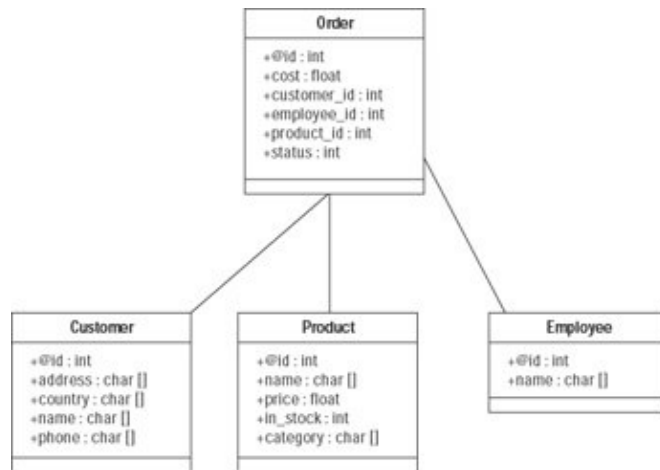 Order
+@id : int
+cost : float
+customer_id : int
+employee_id : int
+product_id : int
+status : int
Customer
+@id : int
+address : char []
+country : char []
+name : char []
+phone : char []
Product
+@id : int
+name : char []
+price : float
+in_stock : int
+category : char []
Employee
+@id : int
+name : char []